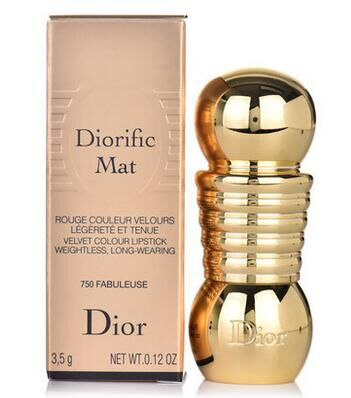 Diorific
Mat
ROUGE COULEUR VELOURS
LÉGÈRETÉ ET TENUE
VELVET COLOUR LIPSTICK
WEIGHTLESS, LONG-WEARING
750 FABULEUSE
Dior
3,5 g NET WT. 0.12 OZ
Dior